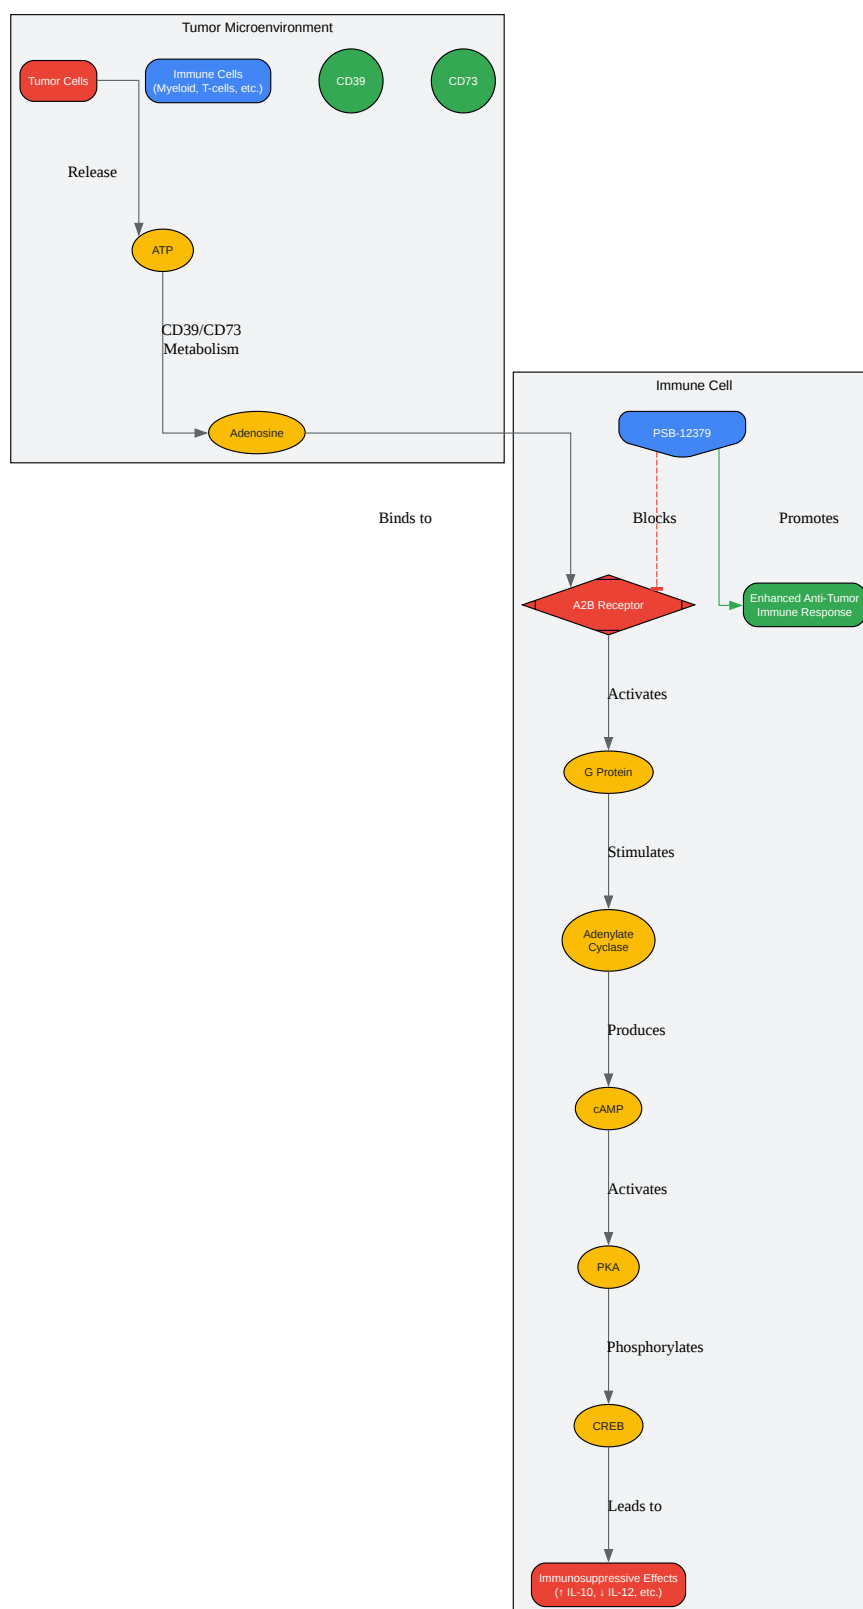 Tumor Microenvironment
Tumor Cells
Immune Cells
(Myeloid, T-cells, etc.)
CD39
CD73
Release
ATP
CD39/CD73
Metabolism
Adenosine
Immune Cell
PSB-12379
Binds to
Blocks
Promotes
A2B Receptor
Enhanced Anti-Tumor
Immune Response
Activates
G Protein
Stimulates
Adenylate
Cyclase
Produces
cAMP
Activates
PKA
Phosphorylates
CREB
Leads to
Immunosuppressive Effects
(↑ IL-10, ↓ IL-12, etc.)